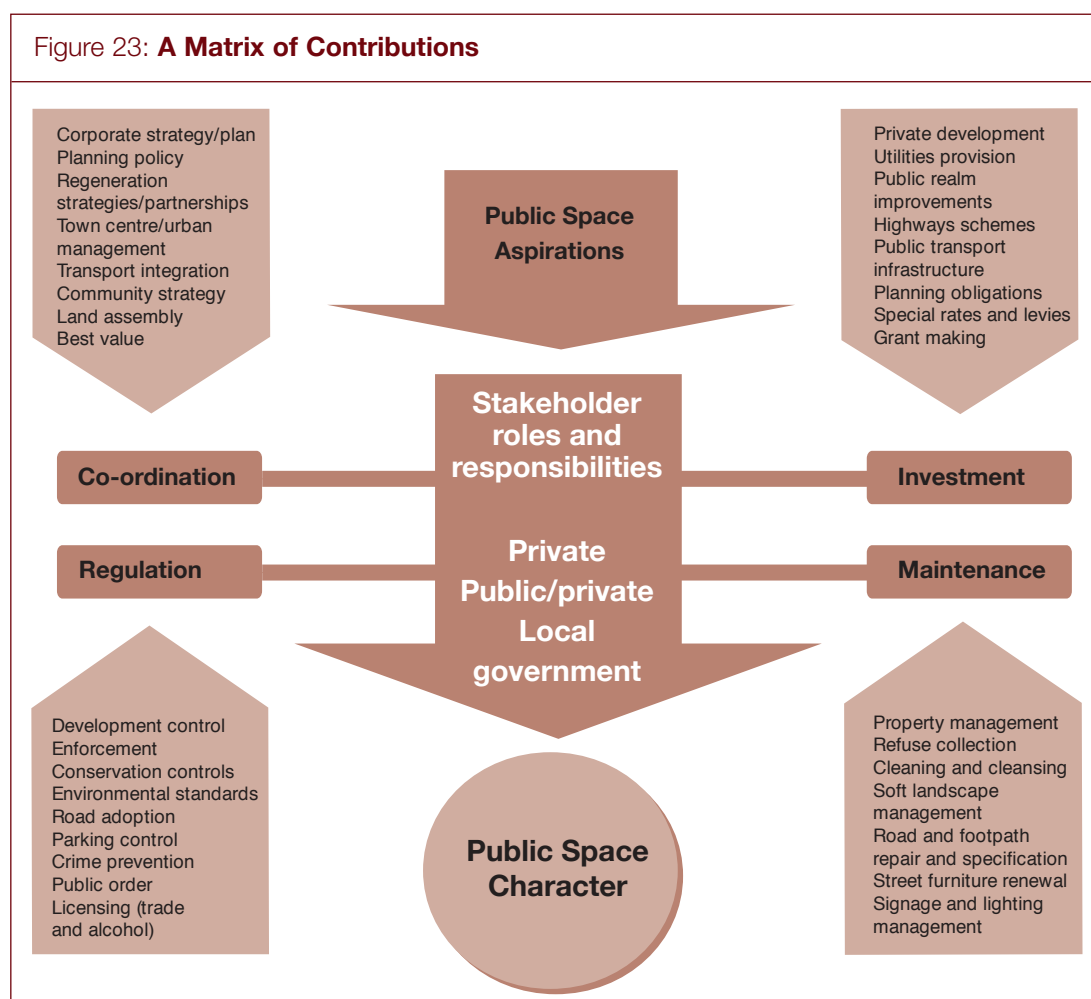 Figure 23: A Matrix of Contributions
Corporate strategy/plan
Planning policy
Regeneration
strategies/partnerships
Town centre/urban
management
Transport integration
Community strategy
Land assembly
Best value
Public Space
Aspirations
Private development
Utilities provision
Public realm
improvements
Highways schemes
Public transport
infrastructure
Planning obligations
Special rates and levies
Grant making
Stakeholder
roles and
responsibilities
Co-ordination
Investment
Regulation
Maintenance
Private
Public/private
Local
government
Development control
Enforcement
Conservation controls
Environmental standards
Road adoption
Parking control
Crime prevention
Public order
Licensing (trade
and alcohol)
Public Space
Character
Property management
Refuse collection
Cleaning and cleansing
Soft landscape
management
Road and footpath
repair and specification
Street furniture renewal
Signage and lighting
management